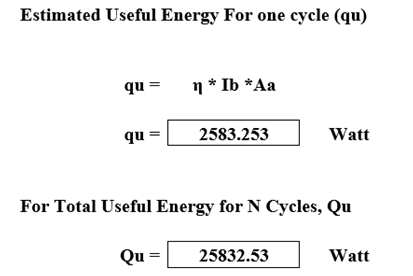 Estimated Useful Energy For one cycle (qu)
qu = η * Ib *Aa
qu = 2583.253 Watt
For Total Useful Energy for N Cycles, Qu
Qu = 25832.53 Watt